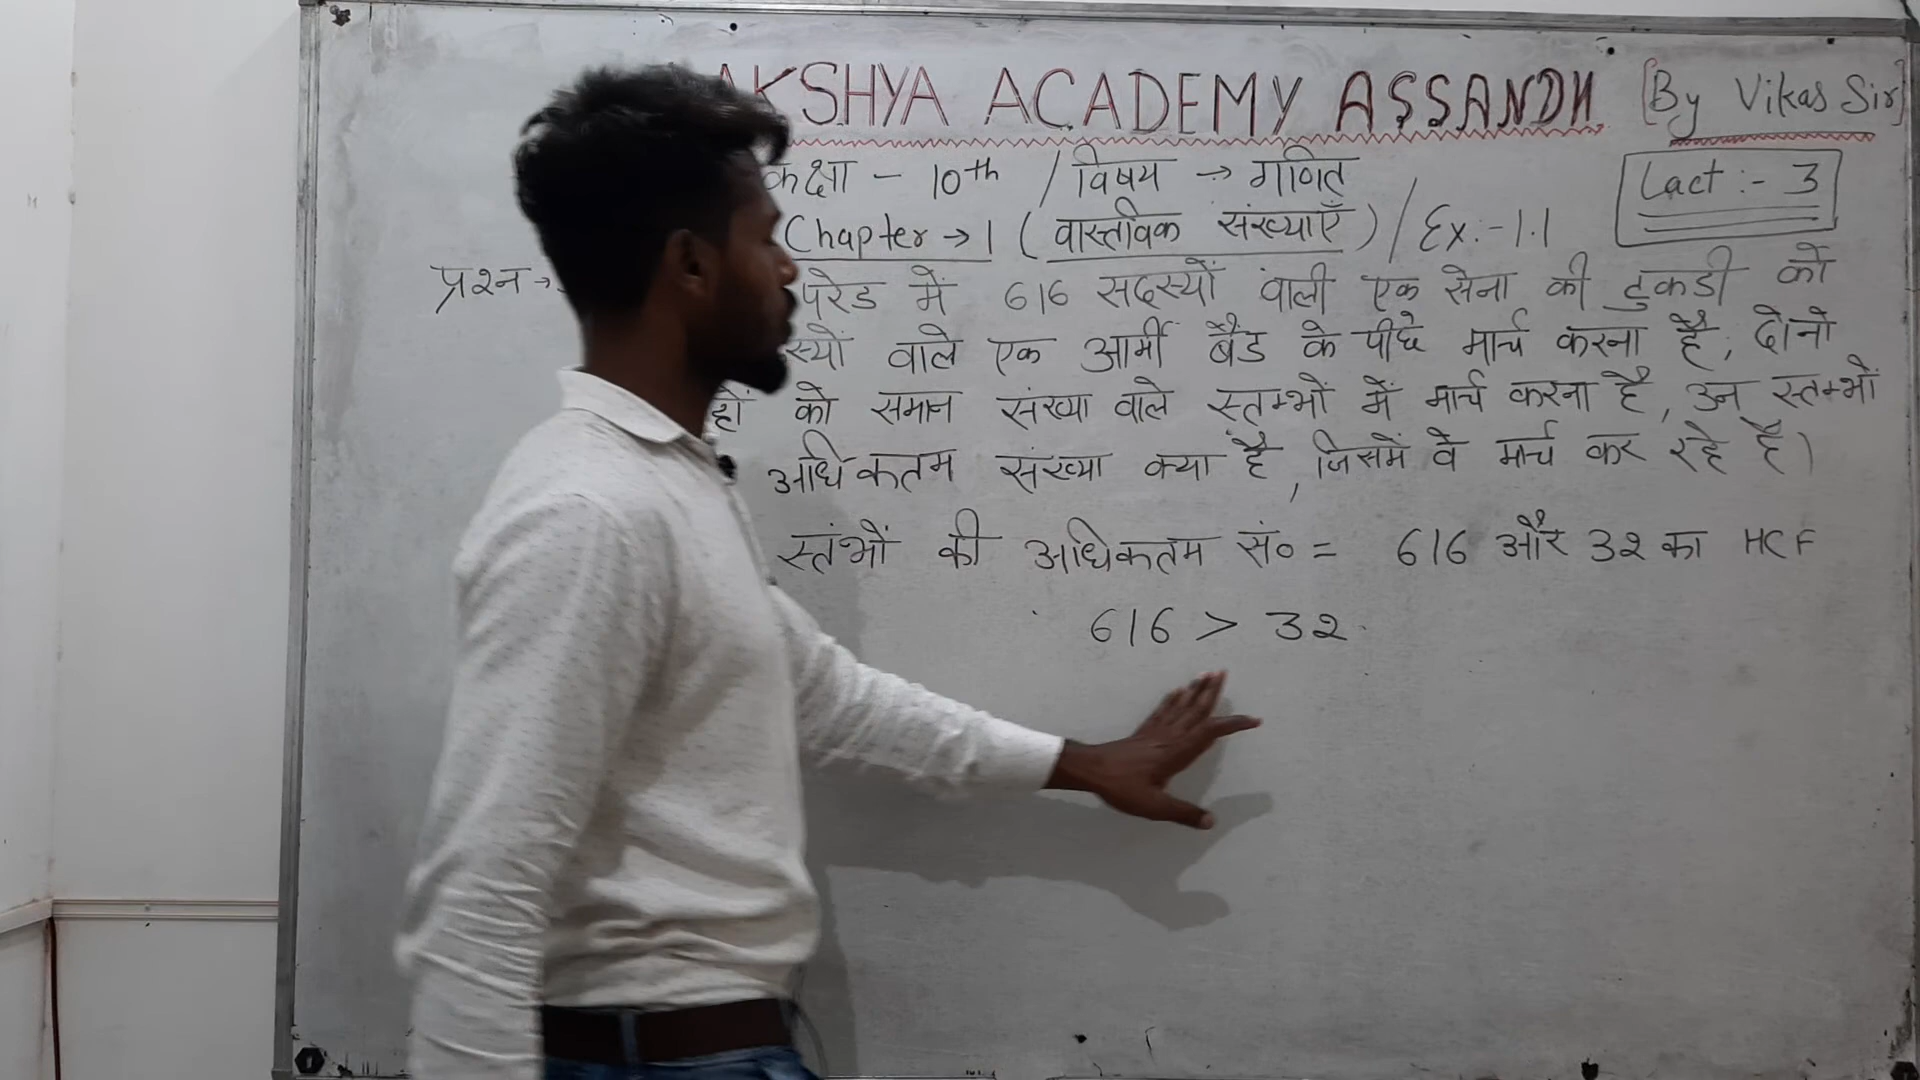 AKSHYA ACADEMY ASSANDH [By Vikas Sir]
कक्षा - 10th / विषय → गणित
Lact :- 3
Chapter → 1 ( वास्तविक संख्याएँ ) / Ex:-1.1
प्रश्न → परेड में 616 सदस्यों वाली एक सेना की टुकडी को
स्यों वाले एक आर्मी बैंड के पीछे मार्च करना है, दोनो
हों को समान संख्या वाले स्तम्भों में मार्च करना है, उन स्तम्भों
अधिकतम संख्या क्या है, जिसमें वे मार्च कर रहे है।
स्तंभों की अधिकतम सं० = 616 और 32 का HCF
616 > 32